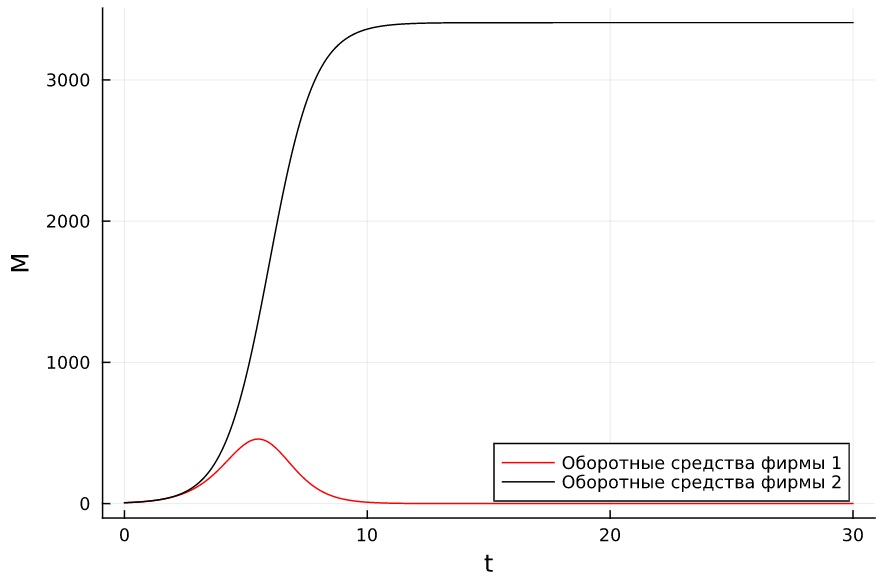 3000
2000
M
1000
0
Оборотные средства фирмы 1
Оборотные средства фирмы 2
0 10 20 30
t